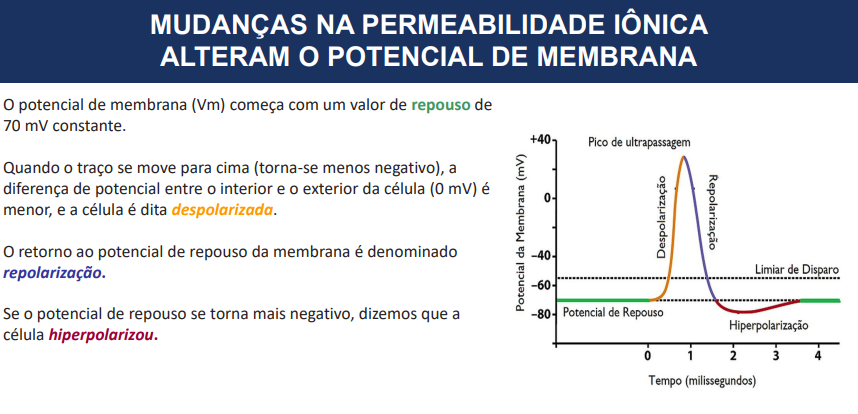 MUDANÇAS NA PERMEABILIDADE IÔNICA
ALTERAM O POTENCIAL DE MEMBRANA
O potencial de membrana (Vm) começa com um valor de repouso de
70 mV constante.
Quando o traço se move para cima (torna-se menos negativo), a
diferença de potencial entre o interior e o exterior da célula (0 mV) é
menor, e a célula é dita despolarizada.
O retorno ao potencial de repouso da membrana é denominado
repolarização.
Se o potencial de repouso se torna mais negativo, dizemos que a
célula hiperpolarizou.
Potencial da Membrana (mV)
+40
0-
−40
−60
−80
Pico de ultrapassagem
Despolarização
Repolarização
Limiar de Disparo
Potencial de Repouso
Hiperpolarização
0
1
2
3
4
Tempo (milissegundos)